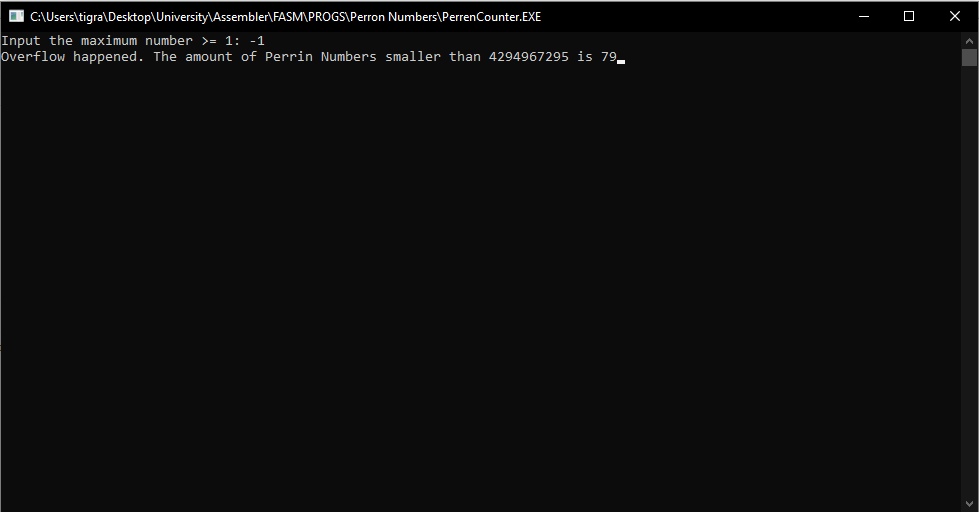 C:\Users\tigra\Desktop\University\Assembler\FASM\PROGS\Perron Numbers\PerrenCounter.EXE
Input the maximum number >= 1: -1
Overflow happened. The amount of Perrin Numbers smaller than 4294967295 is 79